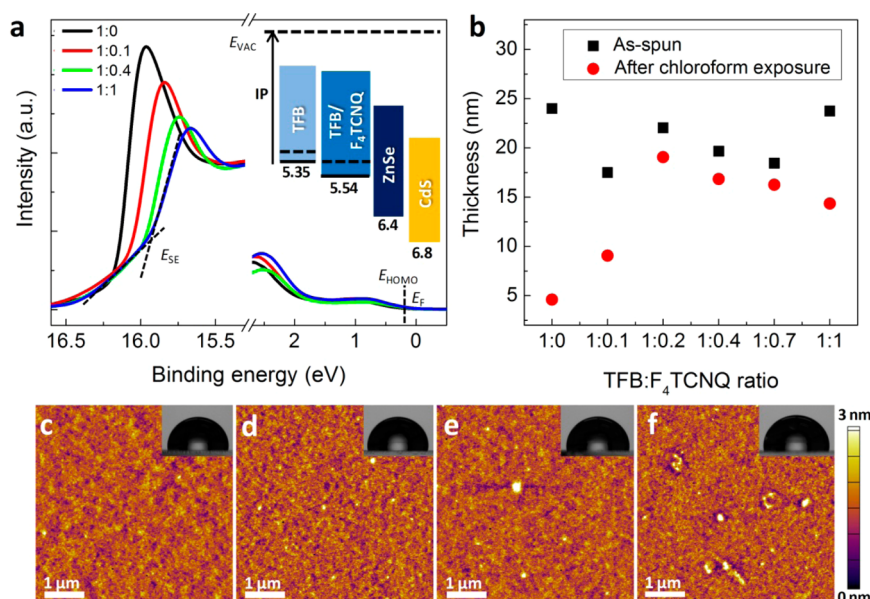 a
1:0
1:0.1
1:0.4
1:1
E_VAC
IP
TFB
TFB/
F₄TCNQ
ZnSe
CdS
5.35
5.54
6.4
6.8
E_SE
E_HOMO
E_F
Intensity (a.u.)
16.5 16.0 15.5 2 1 0
Binding energy (eV)
b
As-spun
After chloroform exposure
Thickness (nm)
30
25
20
15
10
5
1:0 1:0.1 1:0.2 1:0.4 1:0.7 1:1
TFB:F₄TCNQ ratio
c d e f
3 nm
1 μm 1 μm 1 μm 1 μm
0 nm